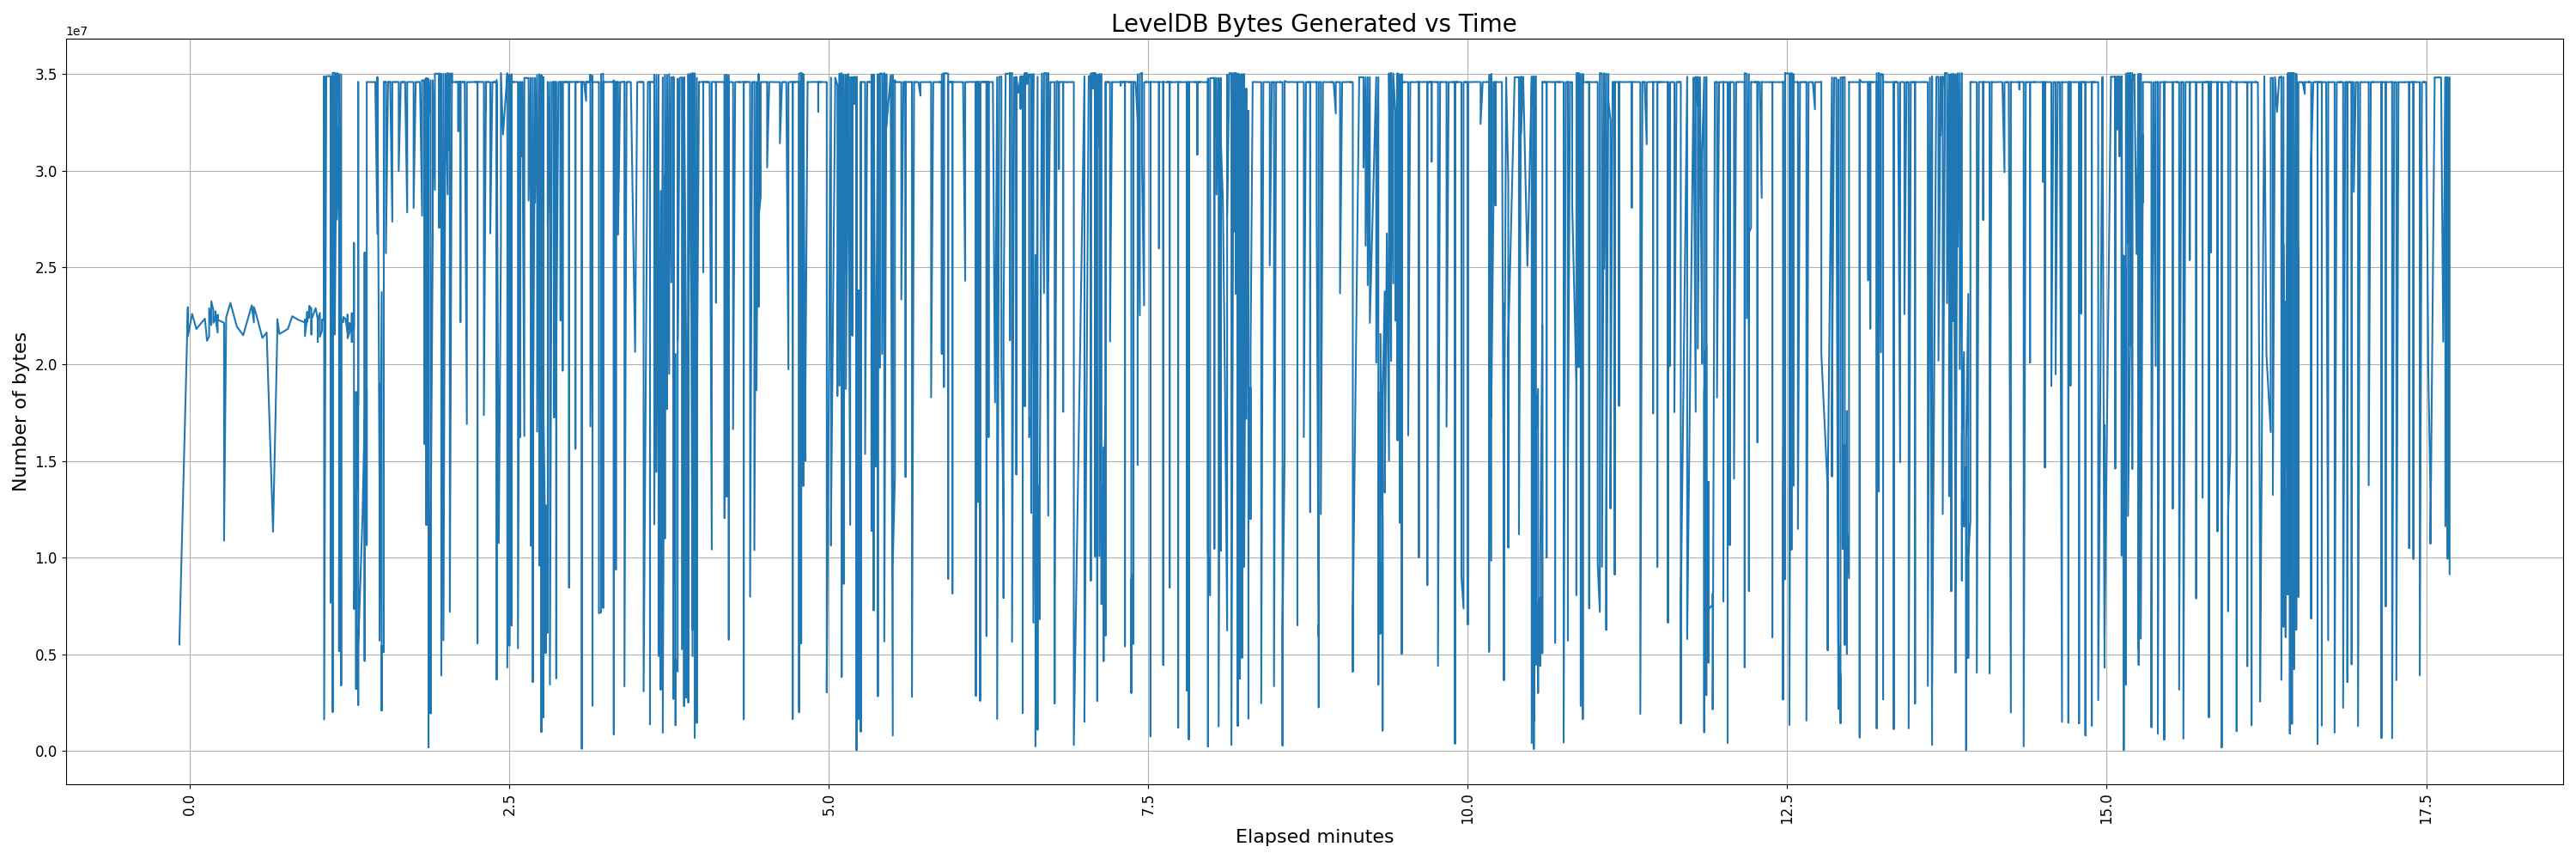 LevelDB Bytes Generated vs Time
1e7
3.5
3.0
2.5
2.0
1.5
1.0
0.5
0.0
Number of bytes
0.0 2.5 5.0 7.5 10.0 12.5 15.0 17.5
Elapsed minutes